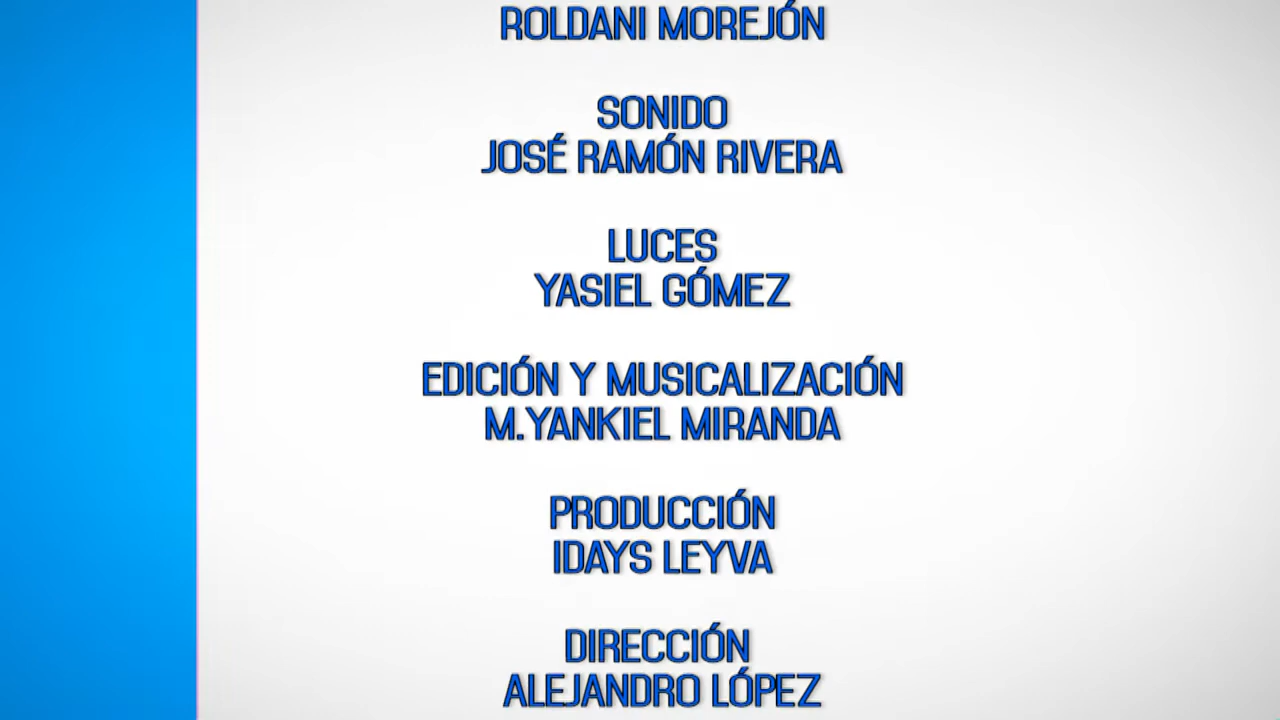 ROLDANI MOREJÓN
SONIDO
JOSÉ RAMÓN RIVERA
LUCES
YASIEL GÓMEZ
EDICIÓN Y MUSICALIZACIÓN
M.YANKIEL MIRANDA
PRODUCCIÓN
IDAYS LEYVA
DIRECCIÓN
ALEJANDRO LÓPEZ